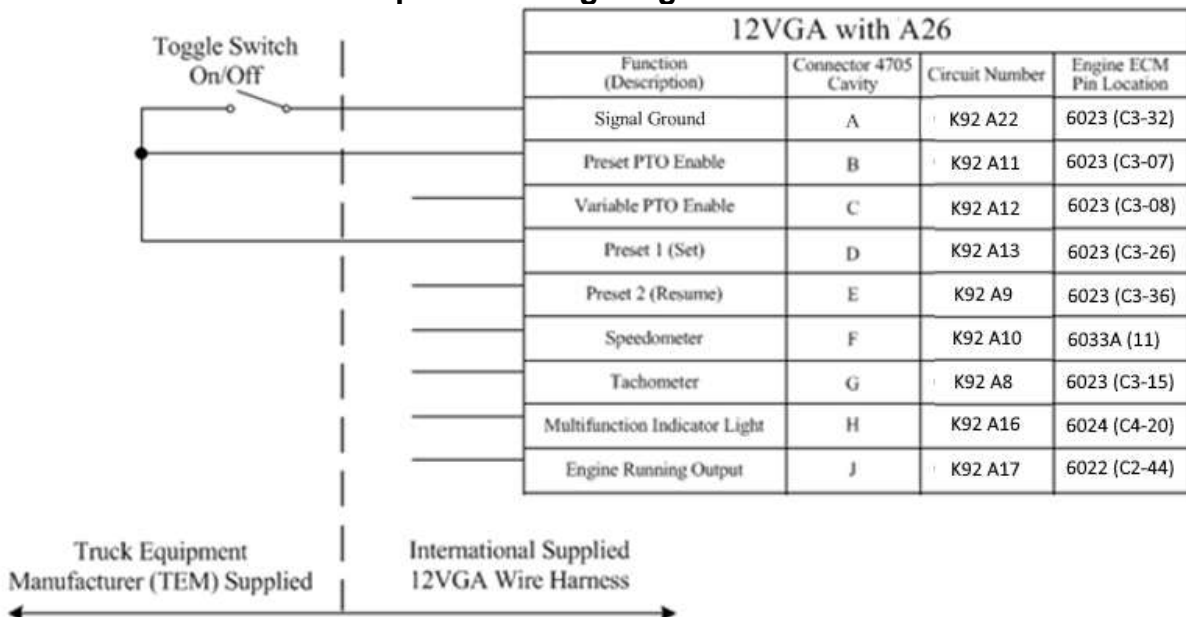 Toggle Switch
On/Off
12VGA with A26
Function
(Description)
Connector 4705
Cavity
Circuit Number
Engine ECM
Pin Location
Signal Ground A K92 A22 6023 (C3-32)
Preset PTO Enable B K92 A11 6023 (C3-07)
Variable PTO Enable C K92 A12 6023 (C3-08)
Preset 1 (Set) D K92 A13 6023 (C3-26)
Preset 2 (Resume) E K92 A9 6023 (C3-36)
Speedometer F K92 A10 6033A (11)
Tachometer G K92 A8 6023 (C3-15)
Multifunction Indicator Light H K92 A16 6024 (C4-20)
Engine Running Output J K92 A17 6022 (C2-44)
Truck Equipment
Manufacturer (TEM) Supplied
International Supplied
12VGA Wire Harness